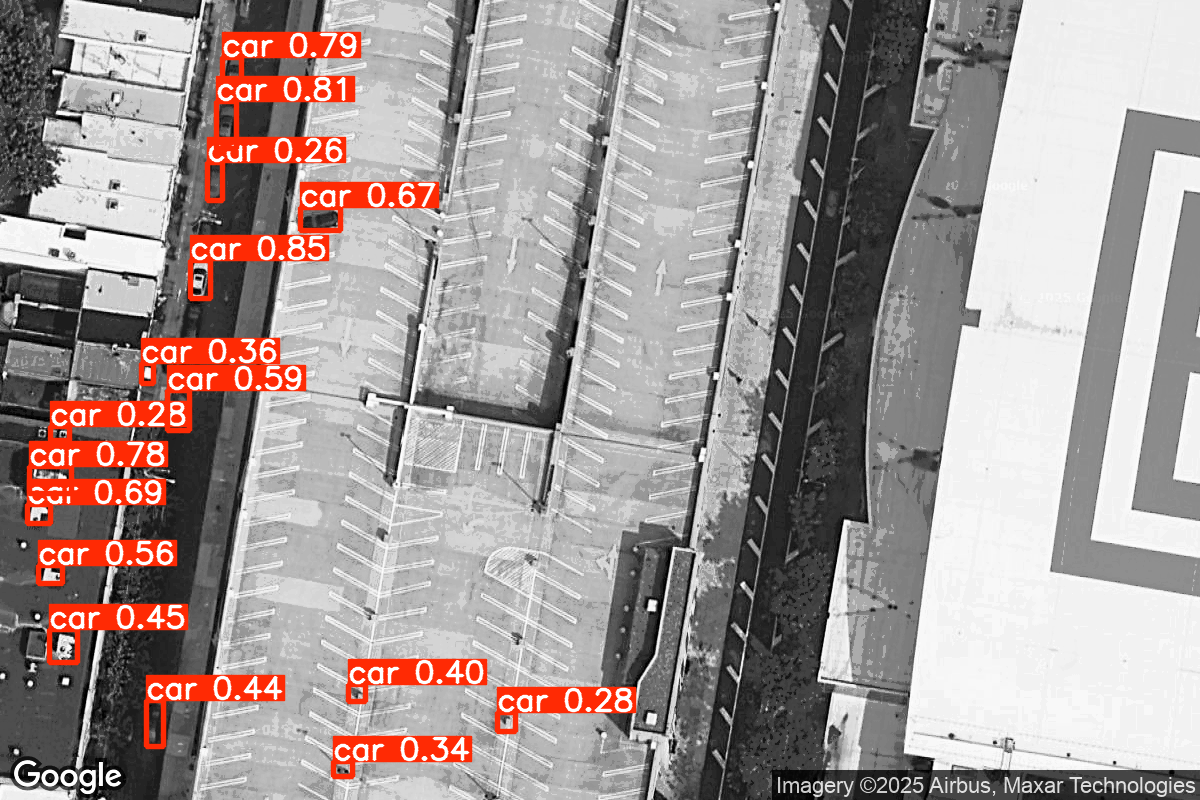 car 0.79
car 0.81
car 0.26
car 0.67
car 0.85
car 0.36
car 0.59
car 0.28
car 0.78
car 0.69
car 0.56
car 0.45
car 0.40
car 0.44
car 0.28
car 0.34
Google
Imagery ©2025 Airbus, Maxar Technologies